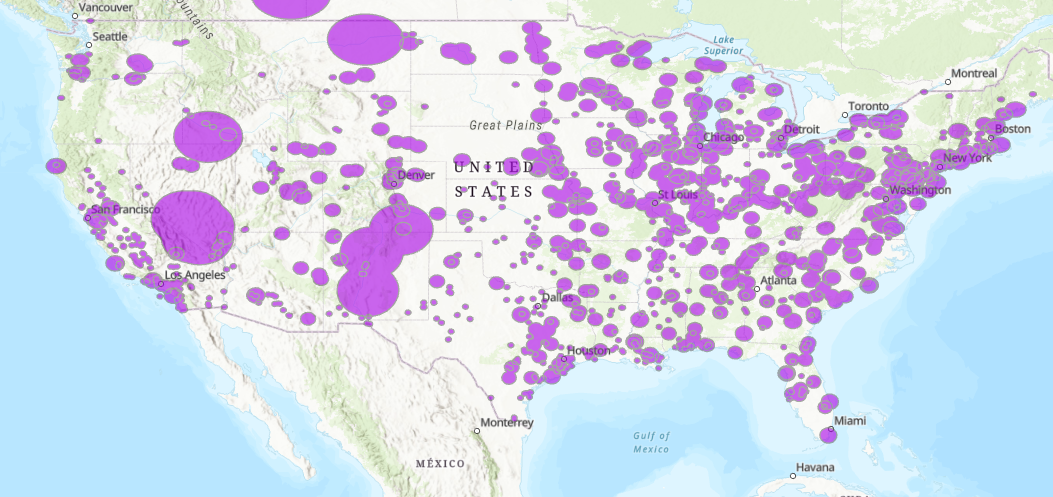 Vancouver
ountains
Seattle
Lake
Superior
Montreal
Toronto
Great Plains
Boston
Detroit
Chicago
New York
UNITED
STATES
Denver
Washington
St Louis
San Francisco
Los Angeles
Atlanta
Dallas
Houston
Monterrey
Gulf of
Mexico
Miami
MÉXICO
Havana